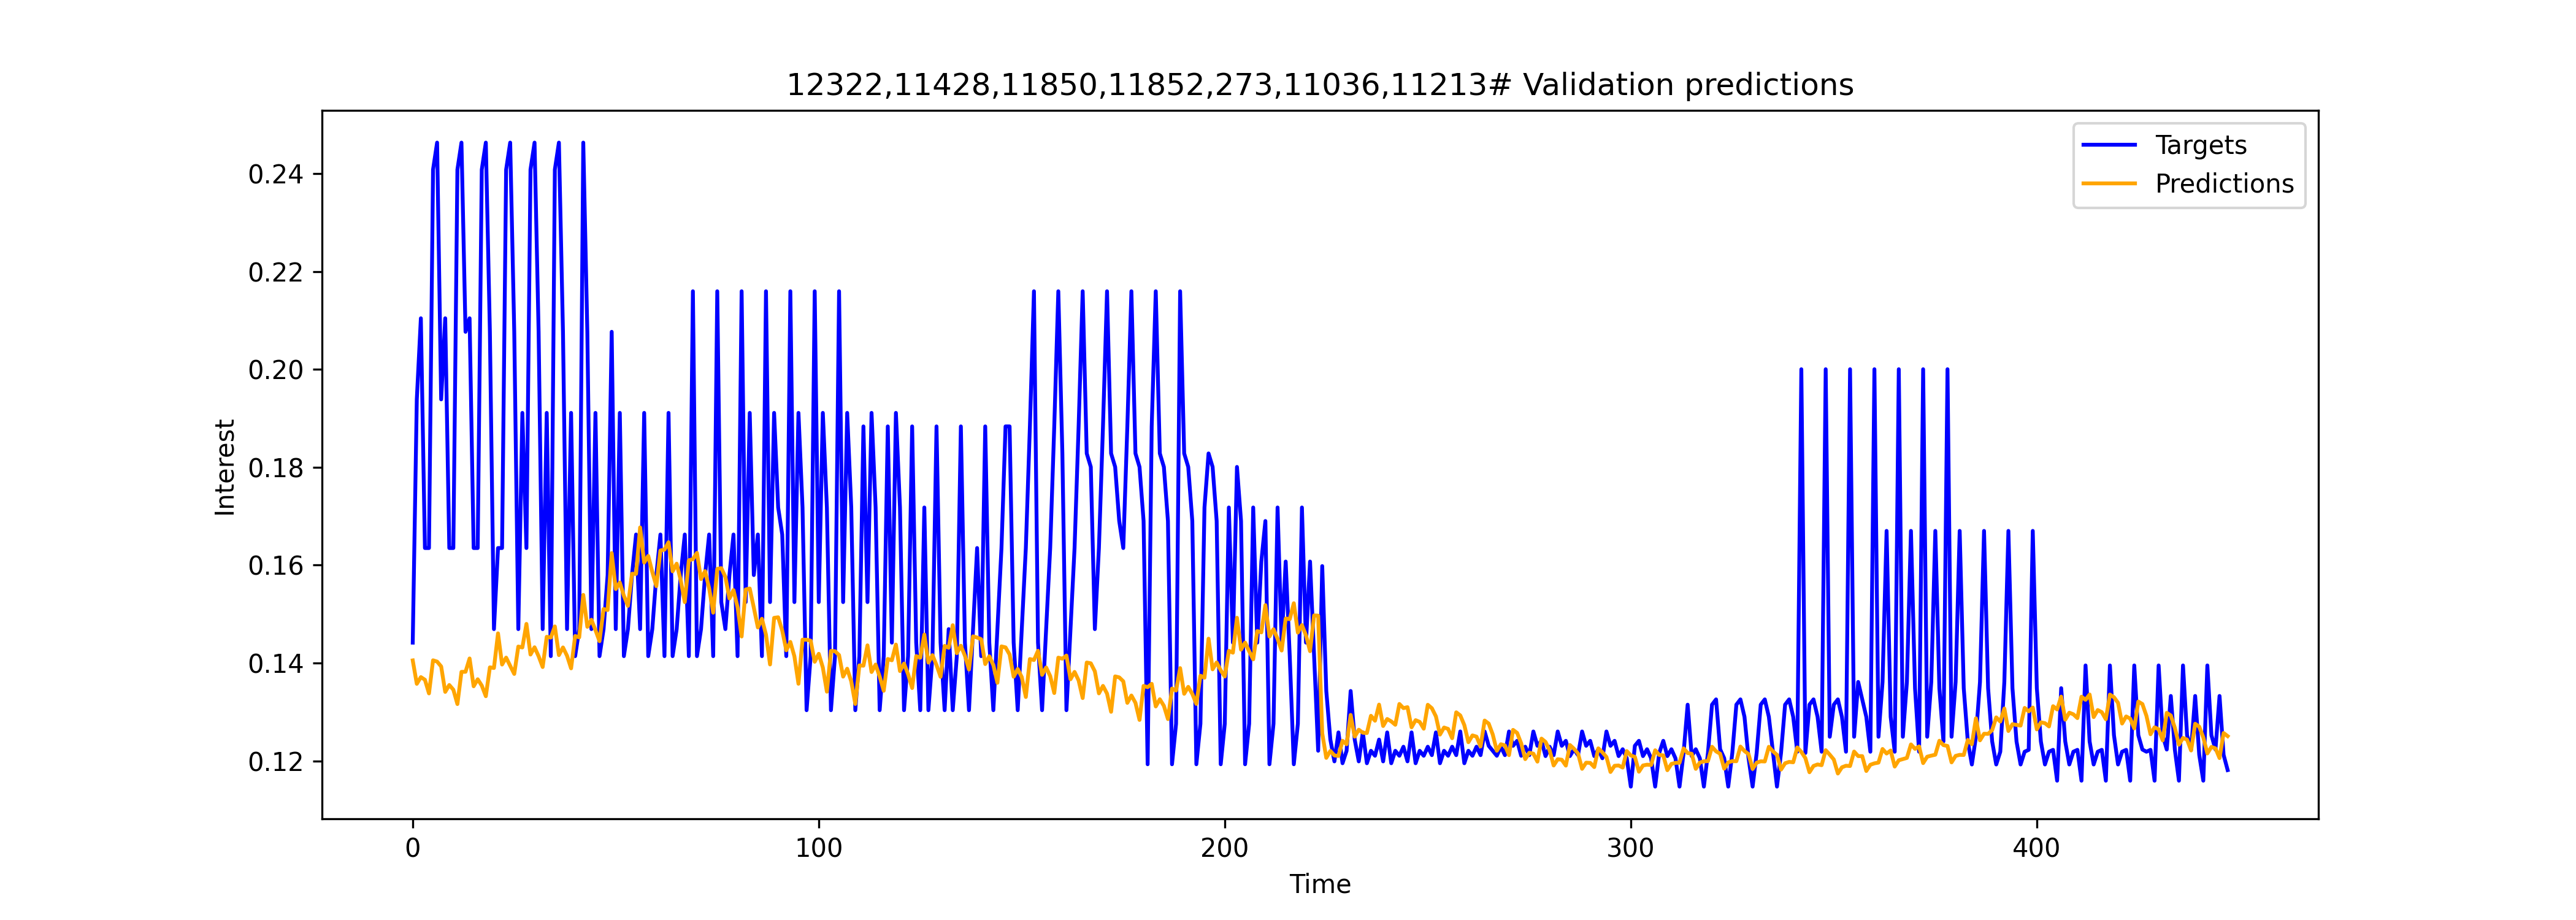 12322,11428,11850,11852,273,11036,11213# Validation predictions
Targets
Predictions
Interest
0.24
0.22
0.20
0.18
0.16
0.14
0.12
0
100
200
300
400
Time